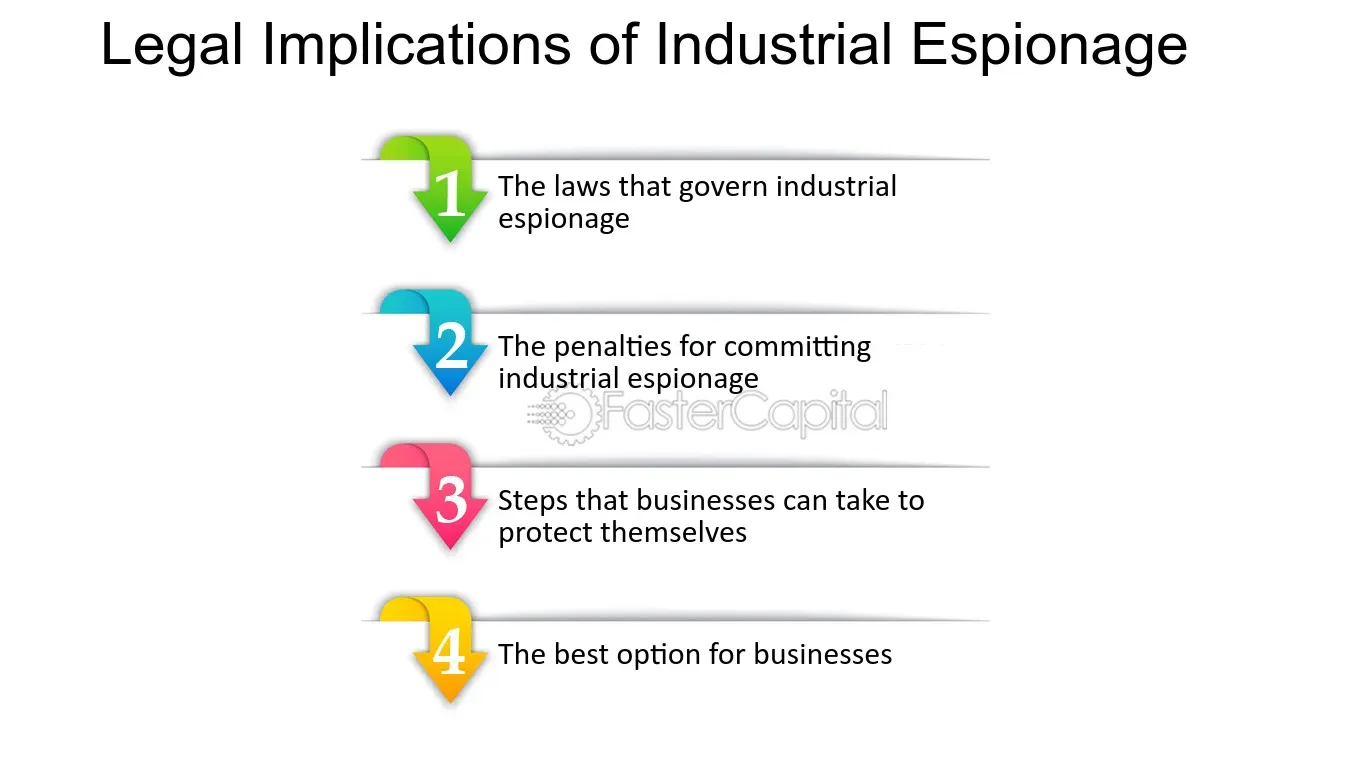 Legal Implications of Industrial Espionage
1
The laws that govern industrial
espionage
2
The penalties for committing
industrial espionage
FasterCapital
3
Steps that businesses can take to
protect themselves
4
The best option for businesses